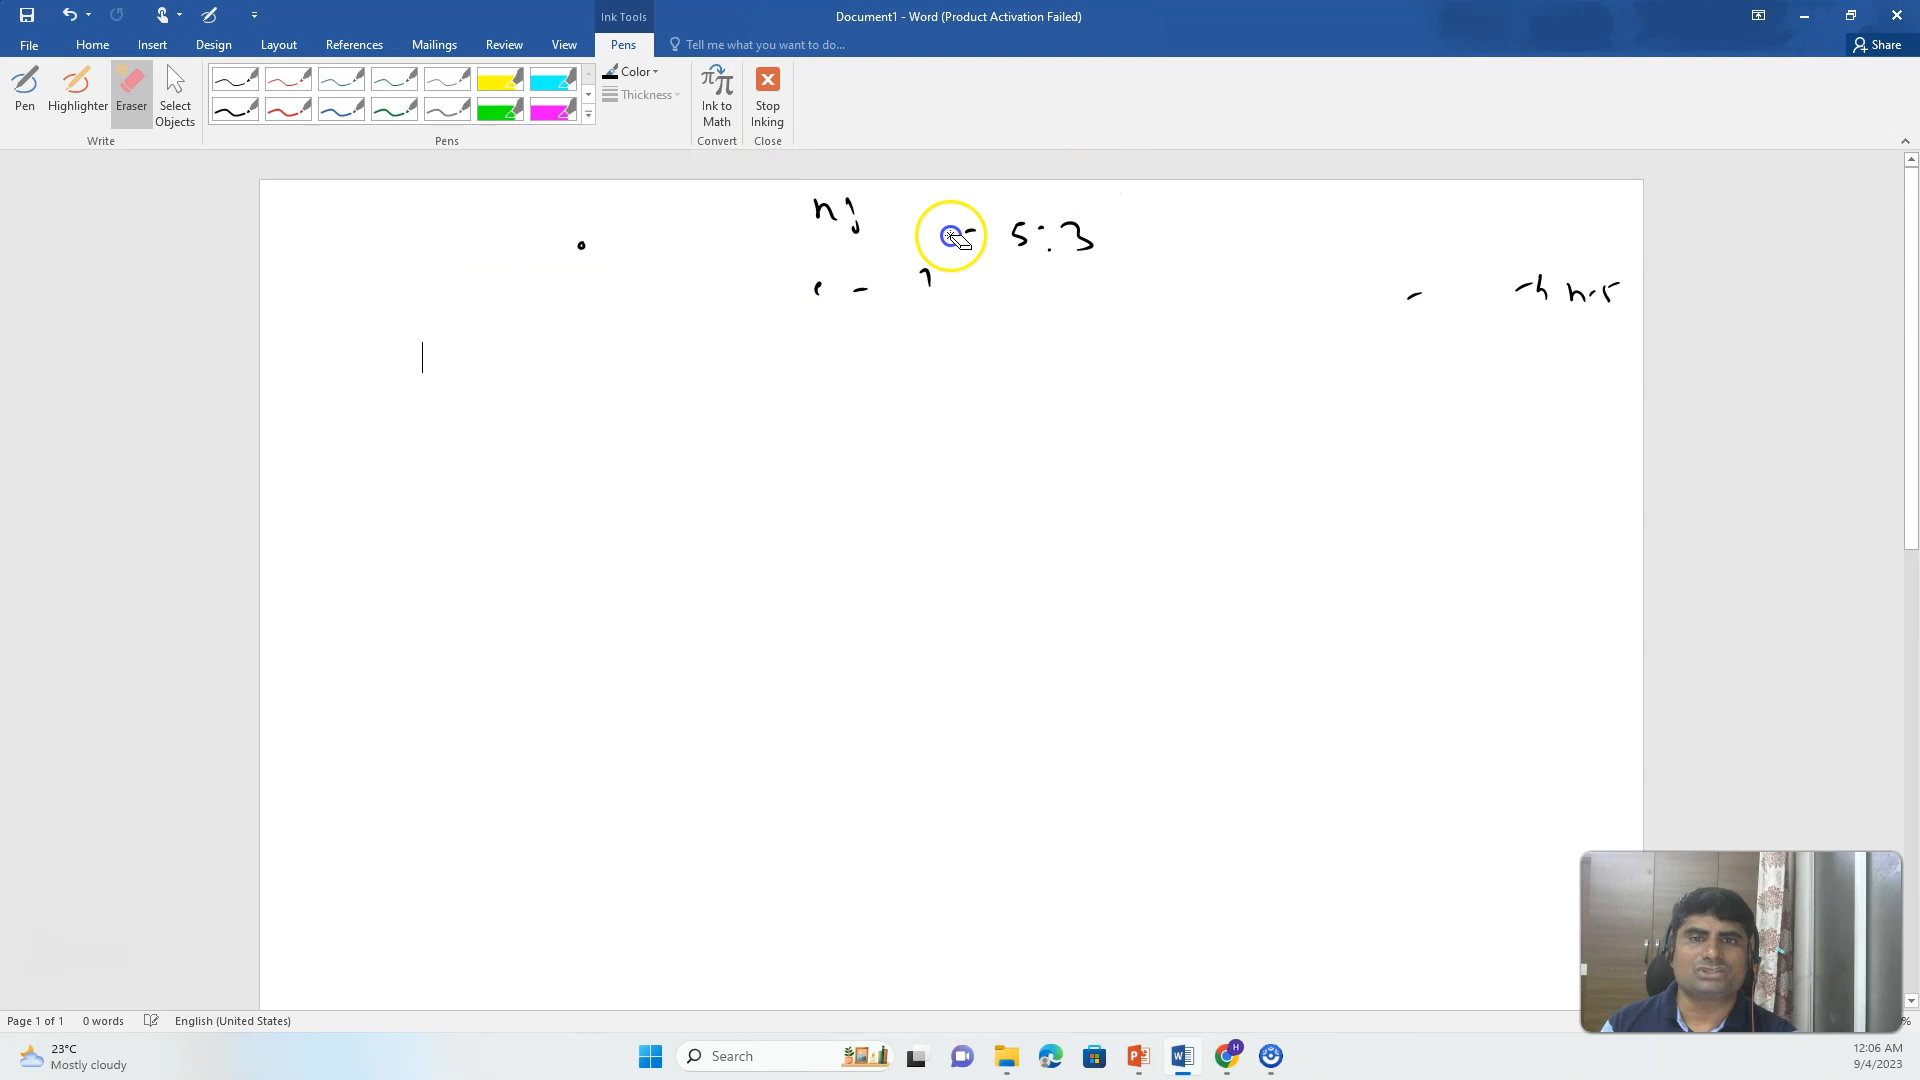 Ink Tools
Document1 - Word (Product Activation Failed)
File Home Insert Design Layout References Mailings Review View Pens Tell me what you want to do... Share
Pen Highlighter Eraser Select Objects
Color
Thickness
Ink to Math
Stop Inking
Write Pens Convert Close
5:3
Page 1 of 1 0 words English (United States) %
23°C
Mostly cloudy
Search
H
12:06 AM
9/4/2023